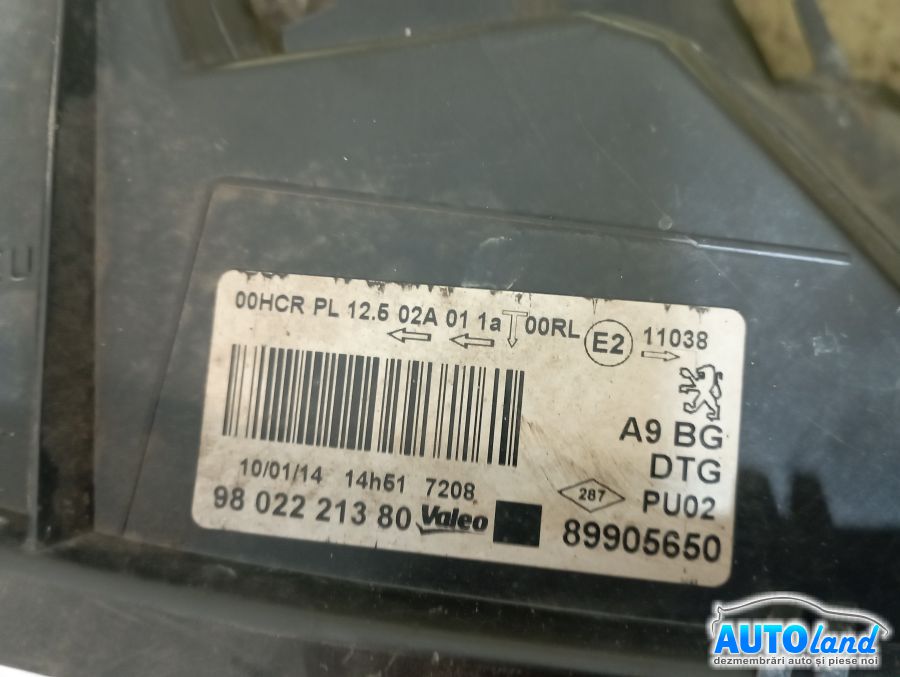 00HCR PL 12.5 02A 01 1a 00RL E2 11038
A9 BG
DTG
10/01/14 14h51 7208
287
PU02
98 022 213 80 Valeo
89905650
AUTOland
dezmembrări auto și piese noi